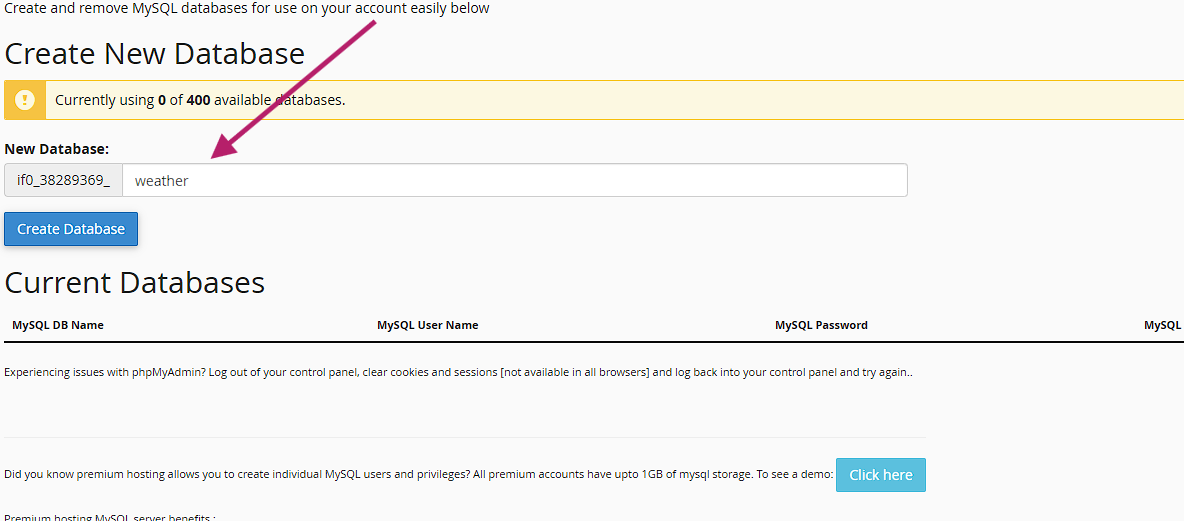 Create and remove MySQL databases for use on your account easily below
Create New Database
Currently using 0 of 400 available databases.
New Database:
if0_38289369_ weather
Create Database
Current Databases
MySQL DB Name MySQL User Name MySQL Password MySQL
Experiencing issues with phpMyAdmin? Log out of your control panel, clear cookies and sessions [not available in all browsers] and log back into your control panel and try again..
Did you know premium hosting allows you to create individual MySQL users and privileges? All premium accounts have upto 1GB of mysql storage. To see a demo: Click here
Premium hosting MySQL server benefits :